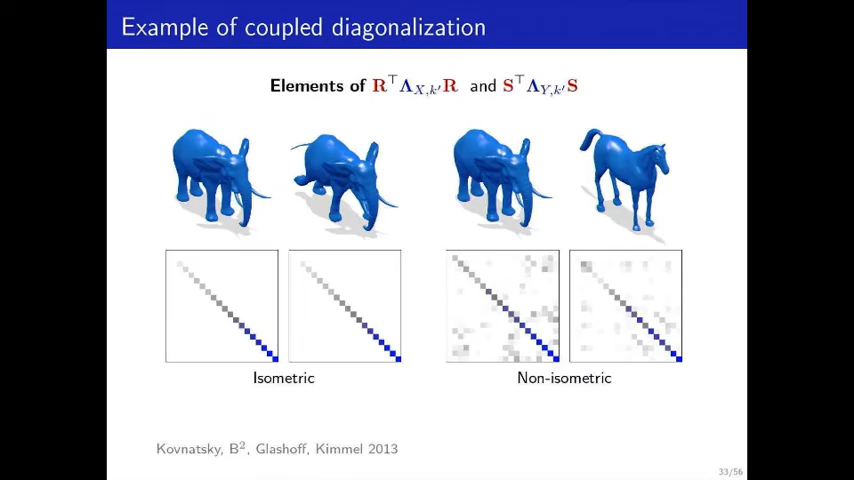 Example of coupled diagonalization
Elements of R⊤Λ_{X,k′}R and S⊤Λ_{Y,k′}S
Isometric
Non-isometric
Kovnatsky, B², Glashoff, Kimmel 2013
33/56